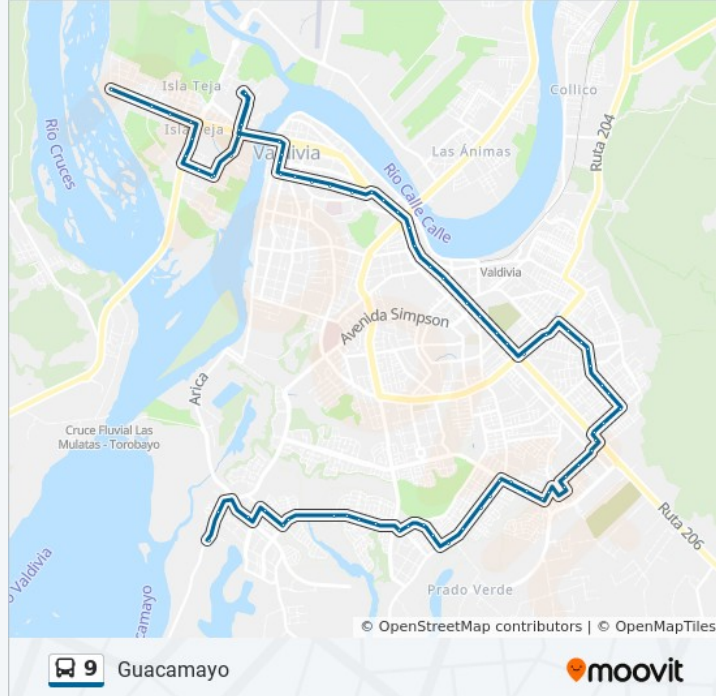 Isla Teja
Collico
Isla Teja
Ruta 204
Valdivia
Las Ánimas
Río Cruces
Río Calle Calle
Valdivia
Avenida Simpson
Arica
Cruce Fluvial Las
Mulatas - Torobayo
Ruta 206
o Valdivia
camayo
Prado Verde
© OpenStreetMap contributors | © OpenMapTiles
9 Guacamayo
moovit